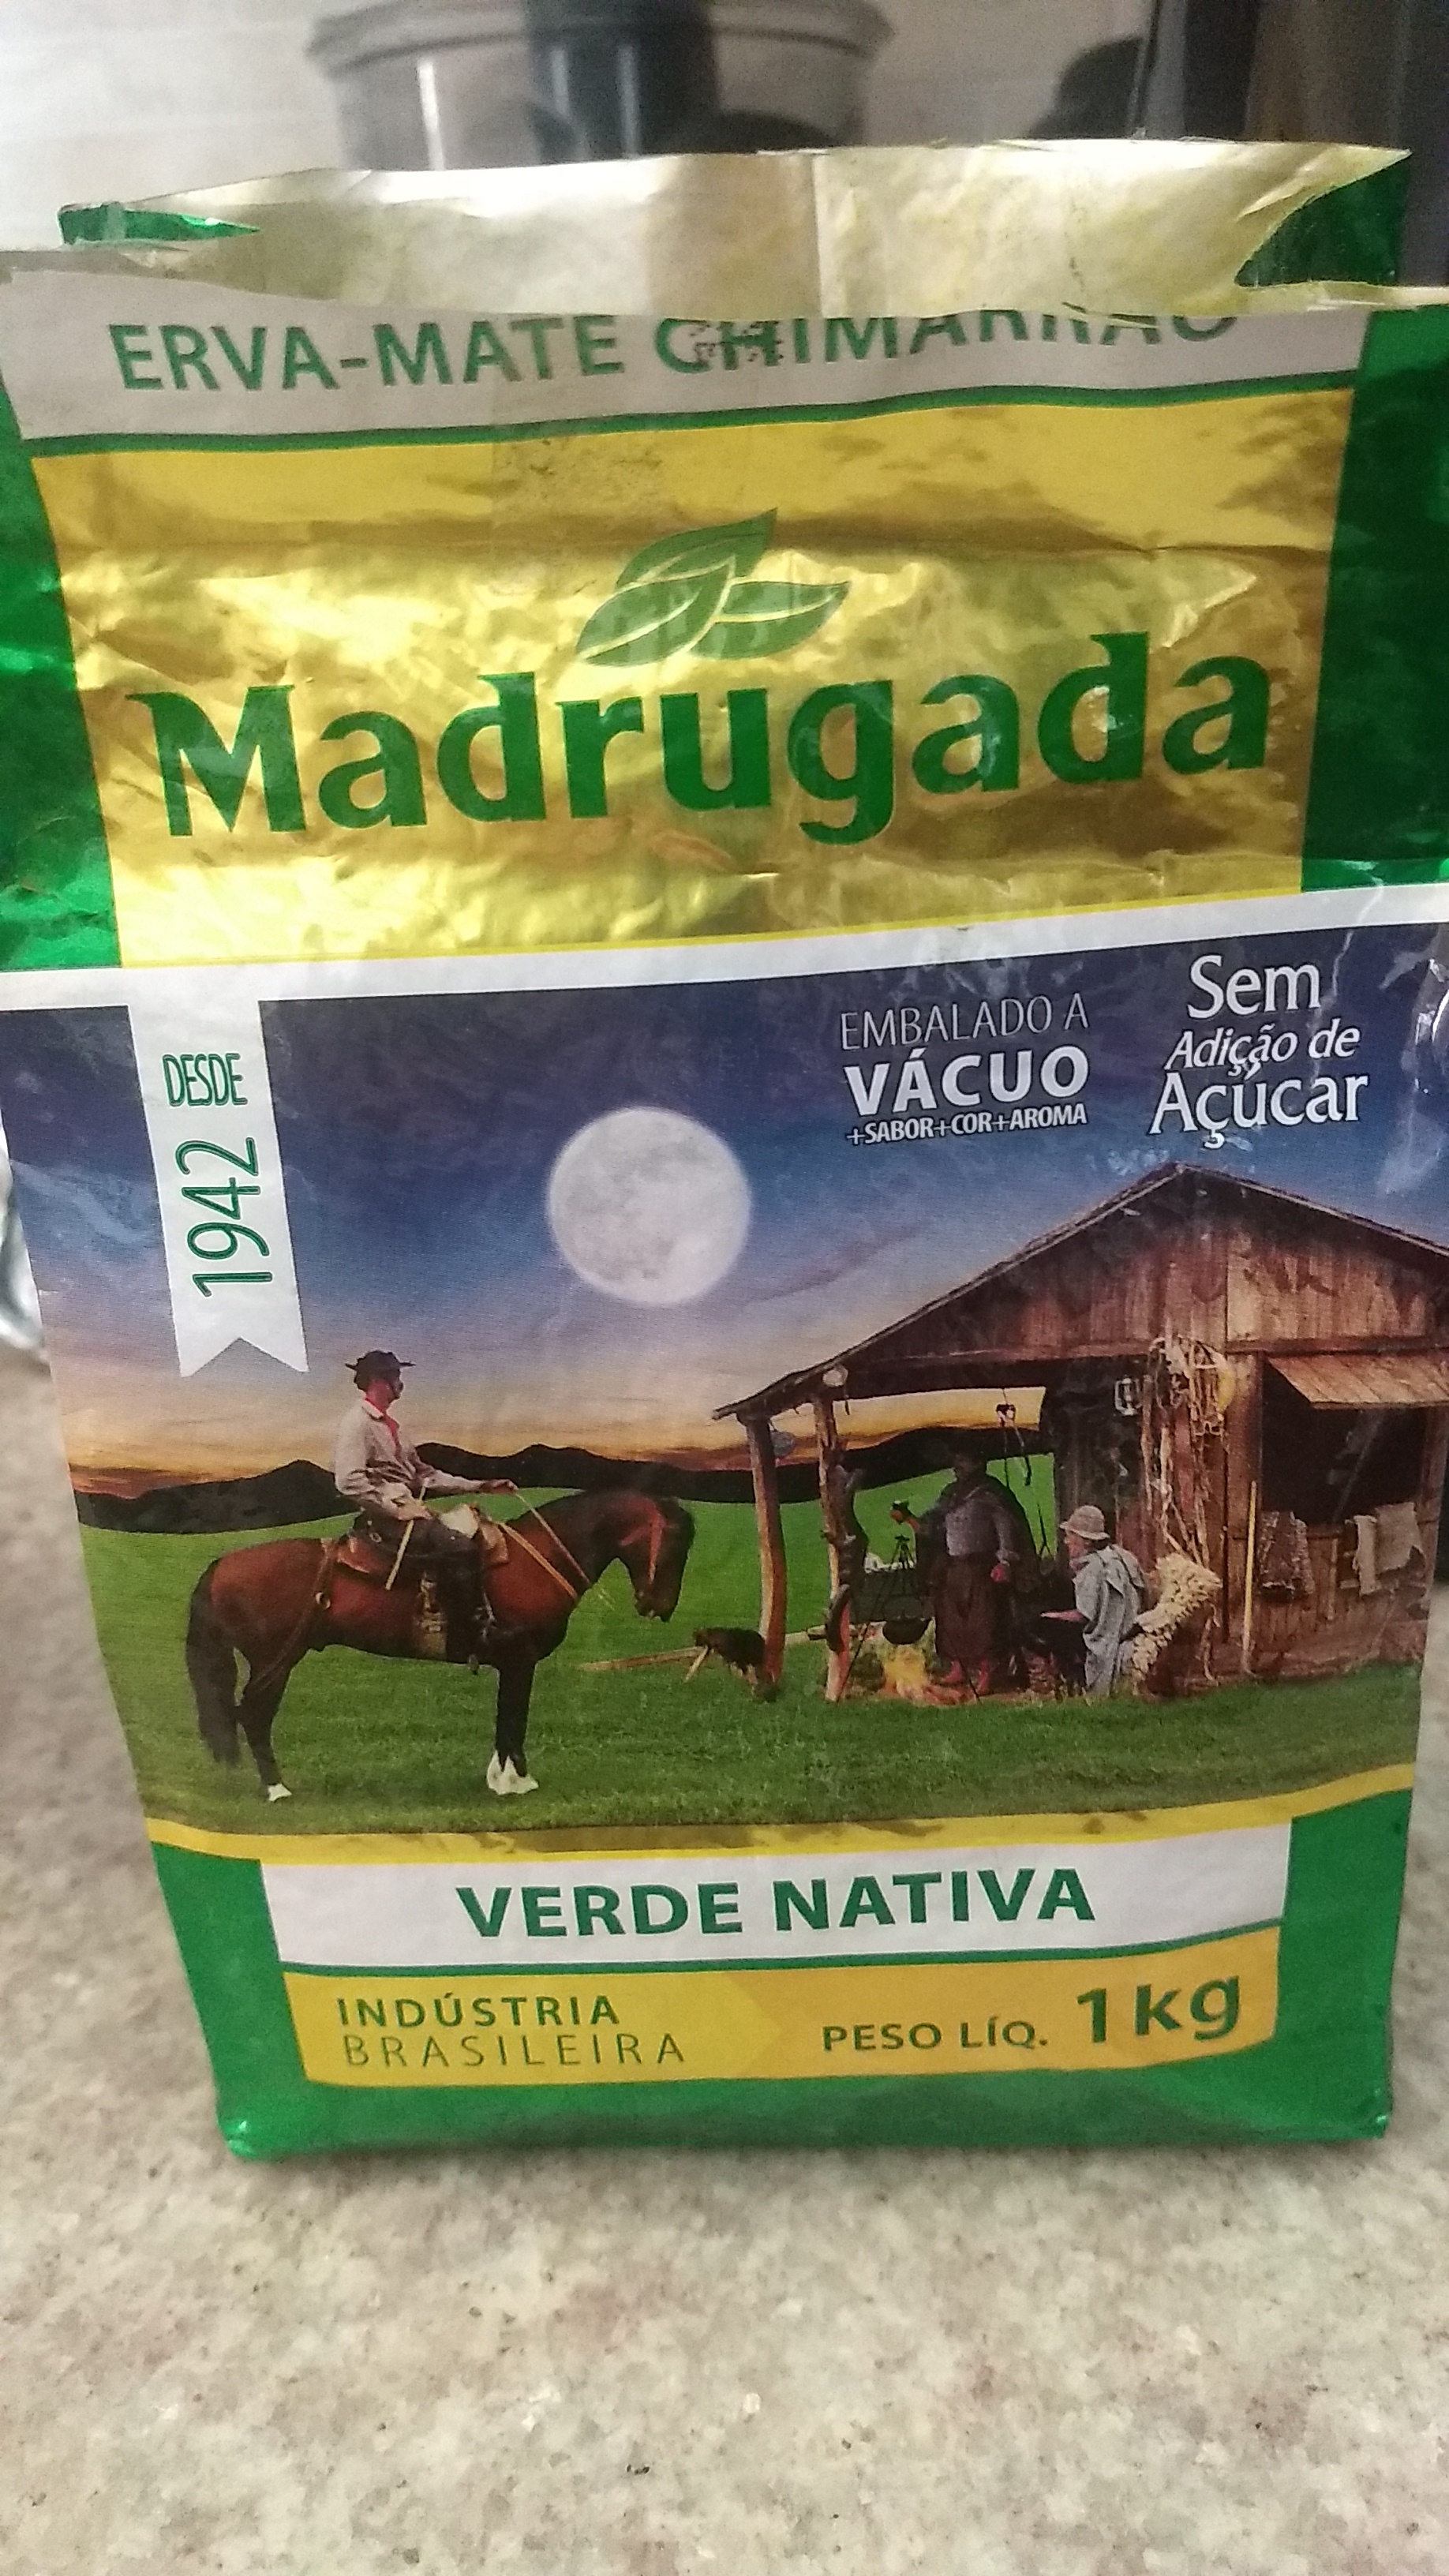 ERVA-MATE CHIMARRÃO
Madrugada
DESDE
1942
EMBALADO A
VÁCUO
+SABOR+COR+AROMA
Sem
Adição de
Açúcar
VERDE NATIVA
INDÚSTRIA
BRASILEIRA
PESO LÍQ. 1kg